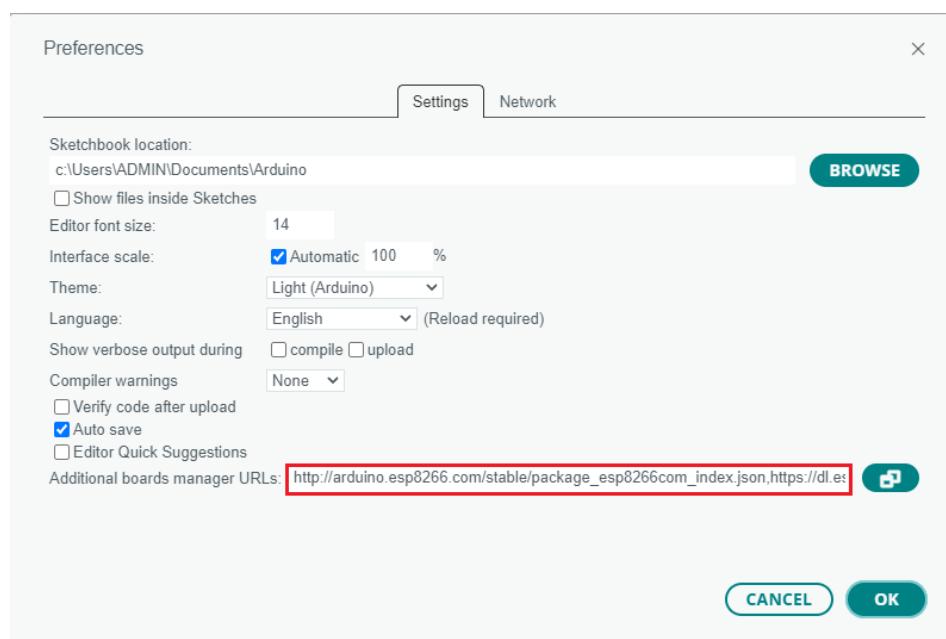 Preferences
Settings Network
Sketchbook location:
c:\Users\ADMIN\Documents\Arduino BROWSE
Show files inside Sketches
Editor font size: 14
Interface scale: Automatic 100 %
Theme: Light (Arduino)
Language: English (Reload required)
Show verbose output during compile upload
Compiler warnings None
Verify code after upload
Auto save
Editor Quick Suggestions
Additional boards manager URLs: http://arduino.esp8266.com/stable/package_esp8266com_index.json,https://dl.es
CANCEL OK